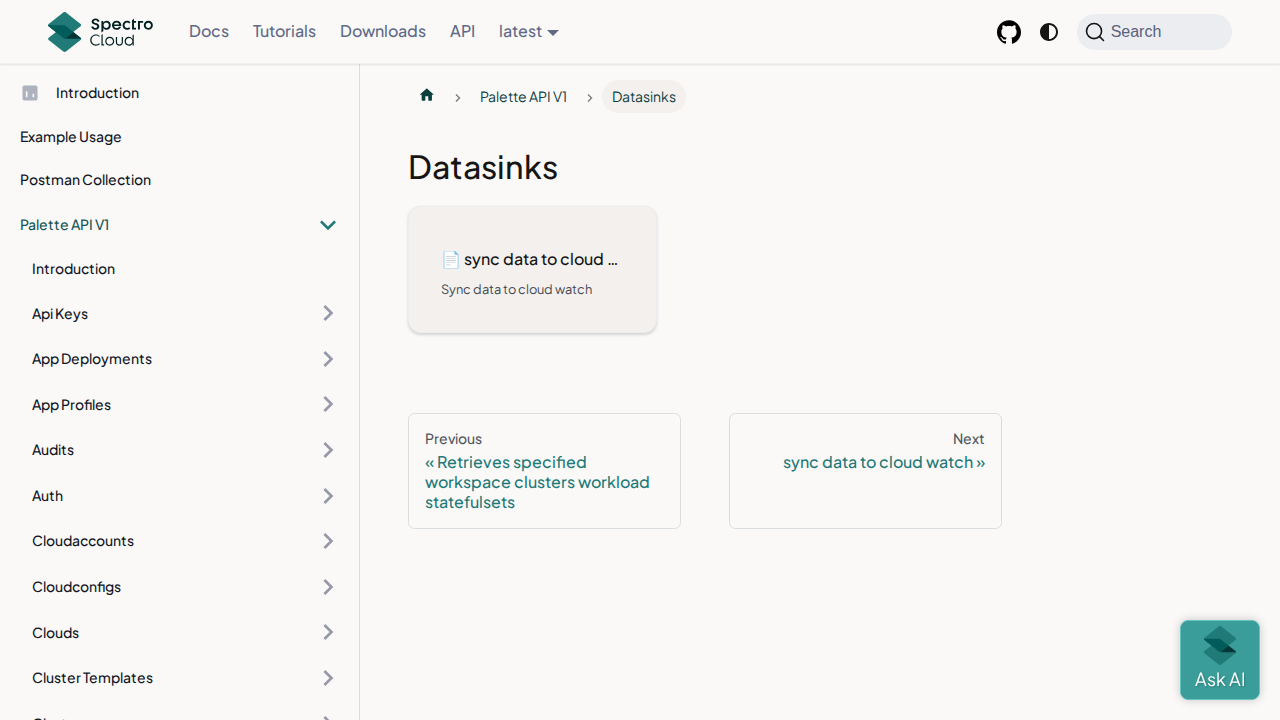 Spectro
Cloud
Docs
Tutorials
Downloads
API
latest
Search
Introduction
Example Usage
Postman Collection
Palette API V1
Introduction
Api Keys
App Deployments
App Profiles
Audits
Auth
Cloudaccounts
Cloudconfigs
Clouds
Cluster Templates
Palette API V1
Datasinks
Datasinks
sync data to cloud …
Sync data to cloud watch
Previous
« Retrieves specified
workspace clusters workload
statefulsets
Next
sync data to cloud watch »
Ask AI